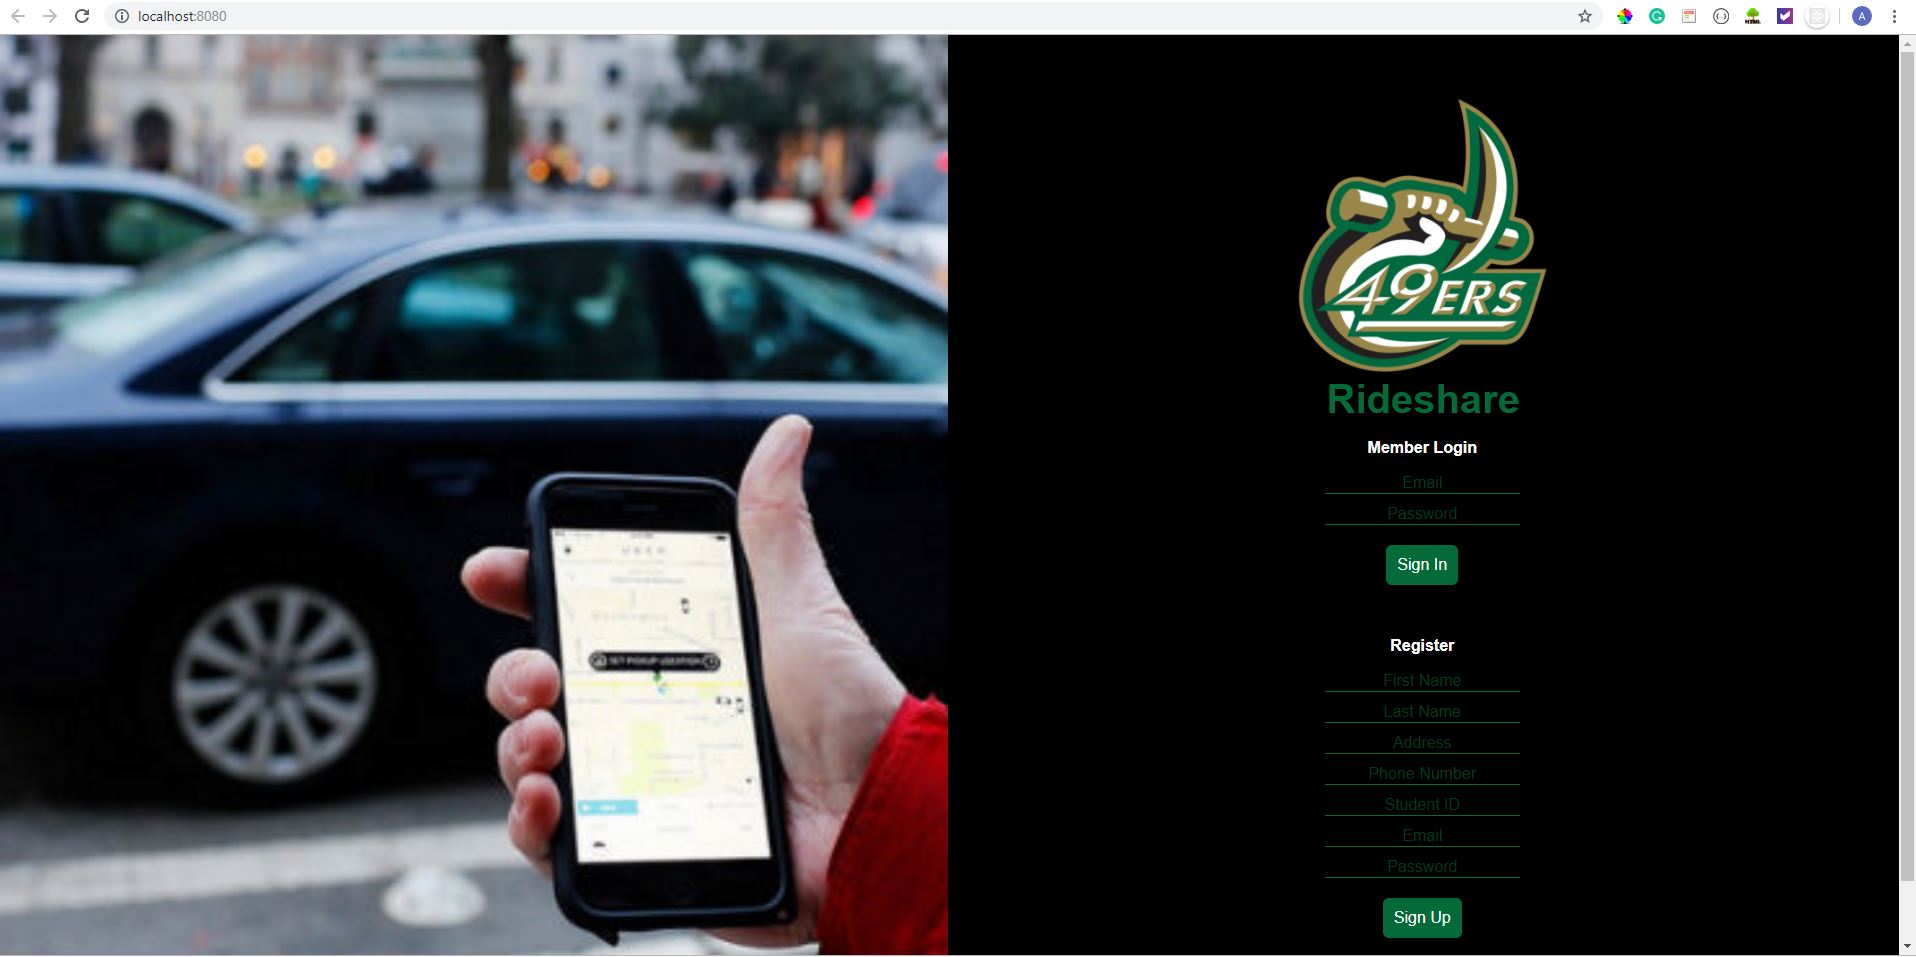 localhost:8080
A
49ERS
Rideshare
Member Login
Email
Password
Sign In
Register
First Name
Last Name
Address
Phone Number
Student ID
Email
Password
Sign Up
SET PICKUP LOCATION